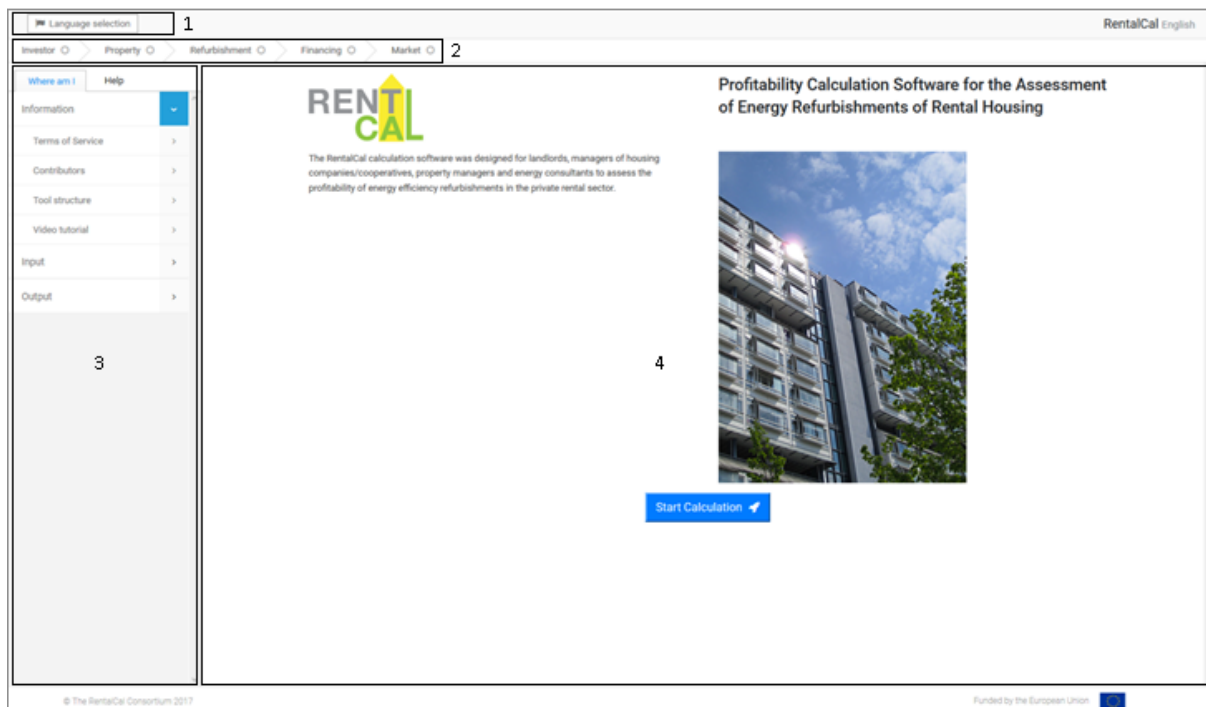 Language selection
1
RentalCal English
Investor
Property
Refurbishment
Financing
Market
2
Where am I
Help
Information
Terms of Service
Contributors
Tool structure
Video tutorial
Input
Output
3
RENT
CAL
The RentalCal calculation software was designed for landlords, managers of housing
companies/cooperatives, property managers and energy consultants to assess the
profitability of energy efficiency refurbishments in the private rental sector.
Profitability Calculation Software for the Assessment
of Energy Refurbishments of Rental Housing
4
Start Calculation
© The RentalCal Consortium 2017
Funded by the European Union